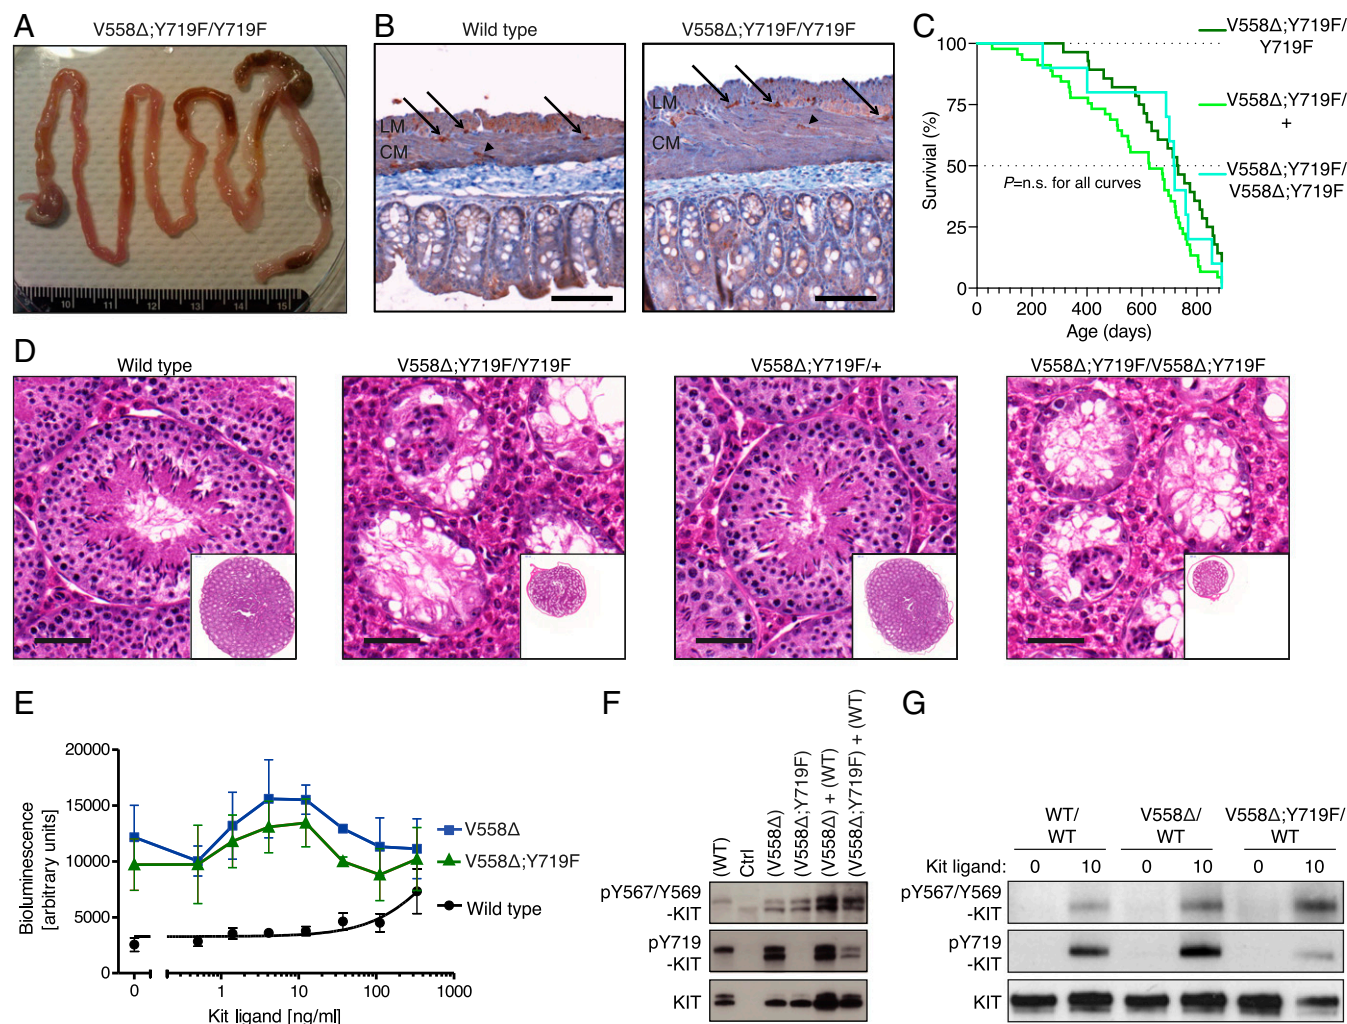 A
V558Δ;Y719F/Y719F
10 11 12 13 14 15
B
Wild type
V558Δ;Y719F/Y719F
LM
CM
LM
CM
C
Survivial (%)
100
75
50
25
0
P=n.s. for all curves
0 200 400 600 800
Age (days)
V558Δ;Y719F/
Y719F
V558Δ;Y719F/
+
V558Δ;Y719F/
V558Δ;Y719F
D
Wild type
V558Δ;Y719F/Y719F
V558Δ;Y719F/+
V558Δ;Y719F/V558Δ;Y719F
E
Bioluminescence
[arbitrary units]
20000
15000
10000
5000
0
0 1 10 100 1000
Kit ligand [ng/ml]
V558Δ
V558Δ;Y719F
Wild type
F
(WT)
Ctrl
(V558Δ)
(V558Δ;Y719F)
(V558Δ) + (WT)
(V558Δ;Y719F) + (WT)
pY567/Y569
-KIT
pY719
-KIT
KIT
G
WT/
WT
V558Δ/
WT
V558Δ;Y719F/
WT
Kit ligand: 0 10 0 10 0 10
pY567/Y569
-KIT
pY719
-KIT
KIT